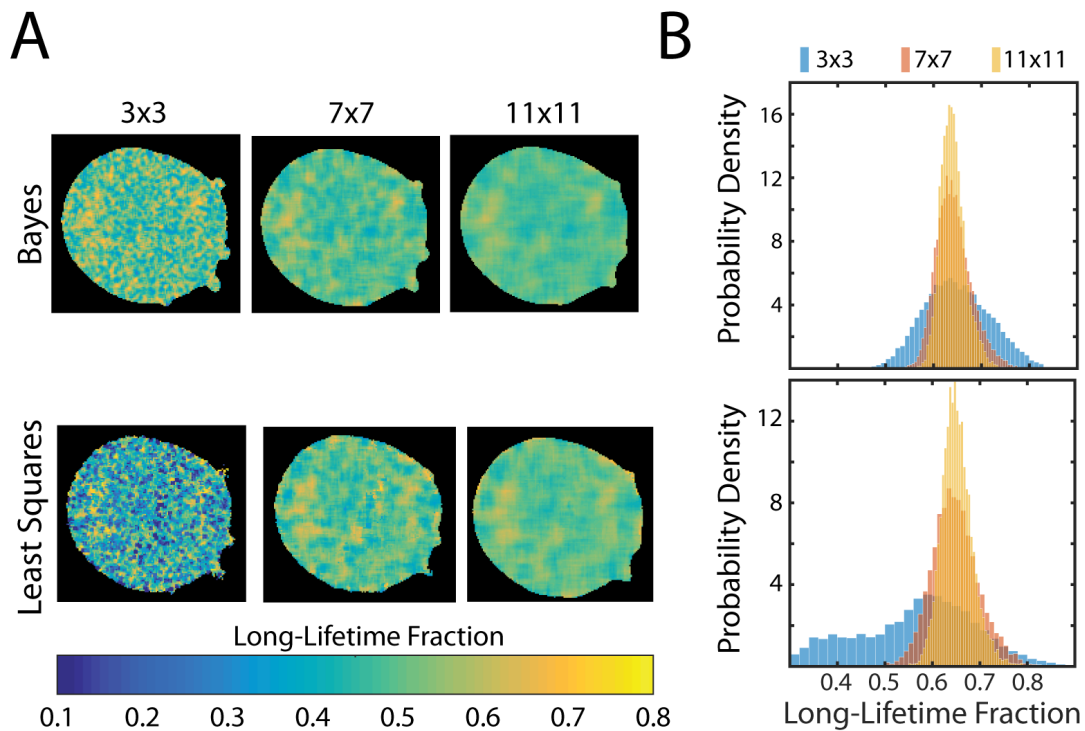 A
3x3 7x7 11x11
Bayes
Least Squares
Long-Lifetime Fraction
0.1 0.2 0.3 0.4 0.5 0.6 0.7 0.8
B
3x3 7x7 11x11
Probability Density
16
12
8
4
Probability Density
12
8
4
0.4 0.5 0.6 0.7 0.8
Long-Lifetime Fraction